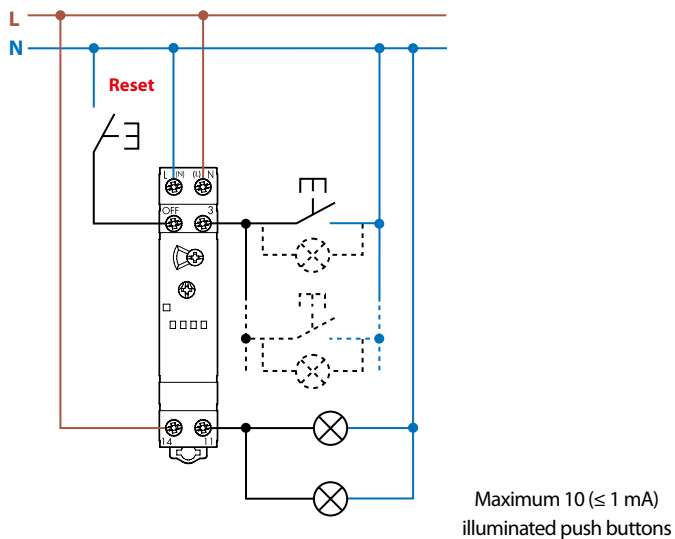 L
N
Reset
L (N) (L) N
OFF 3
14 11
Maximum 10 (≤ 1 mA)
illuminated push buttons